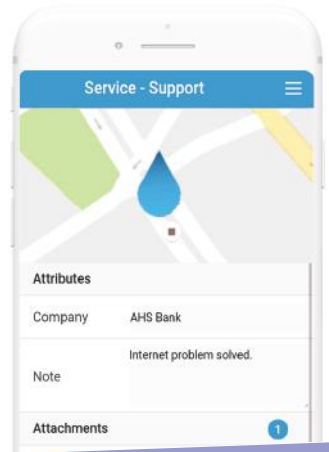 Service - Support
Attributes
Company AHS Bank
Internet problem solved.
Note
Attachments 1